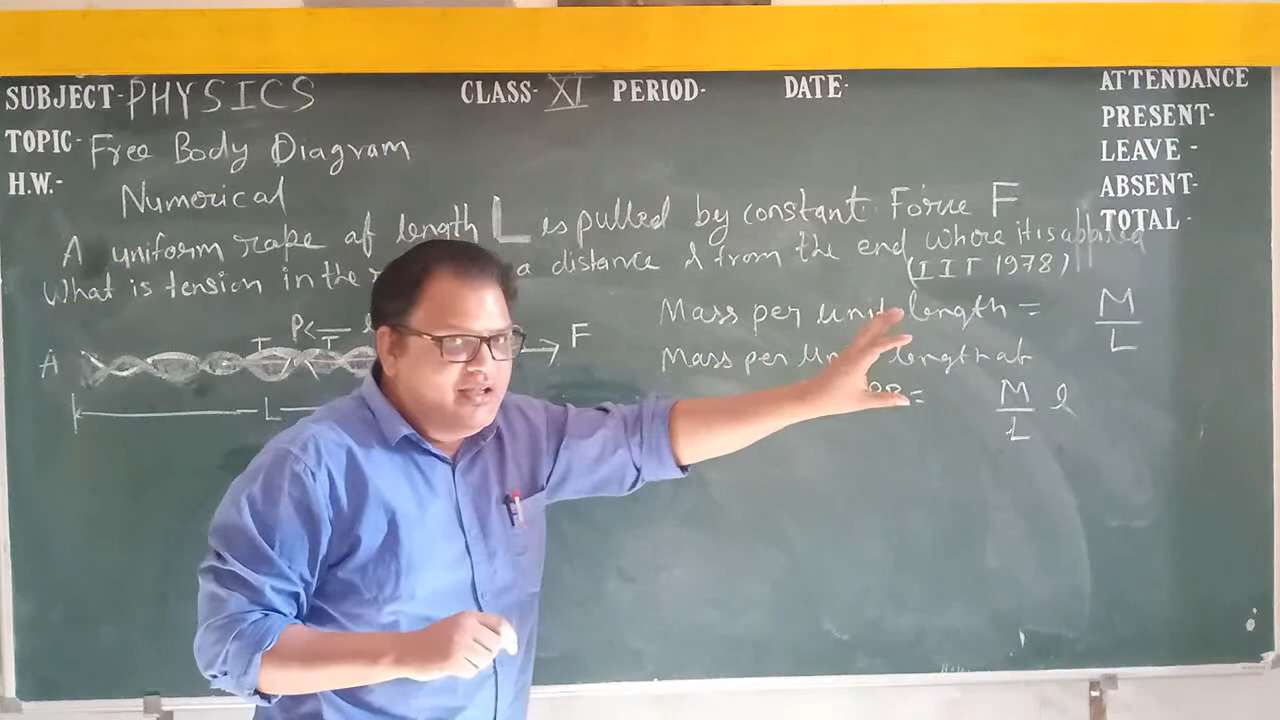 SUBJECT-PHYSICS CLASS-XI PERIOD- DATE- ATTENDANCE
PRESENT-
TOPIC- Free Body Diagram
LEAVE -
H.W.-
ABSENT-
Numerical
TOTAL-
A uniform rape of length L is pulled by constant Force F
What is tension in the a distance l from the end where it is applied
(IIT 1978)
Mass per unit length = M/L
P← l
T T
A F
Mass per un length at
= M/L l
L